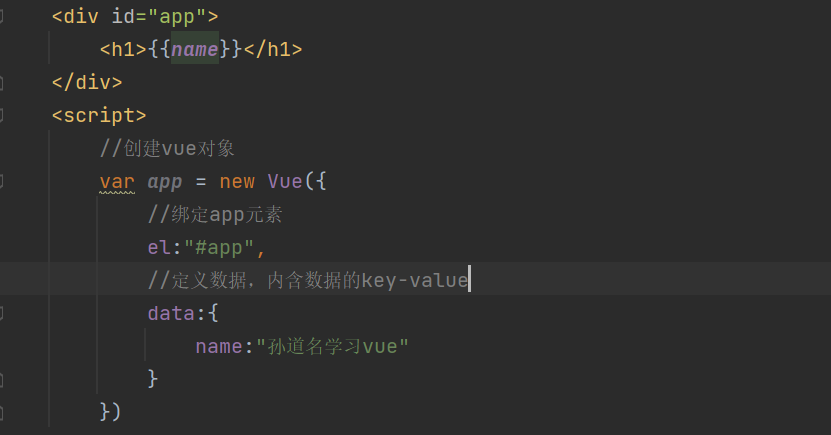 <div id="app">
<h1>{{name}}</h1>
</div>
<script>
//创建vue对象
var app = new Vue({
//绑定app元素
el:"#app",
//定义数据，内含数据的key-value
data:{
name:"孙道名学习vue"
}
})